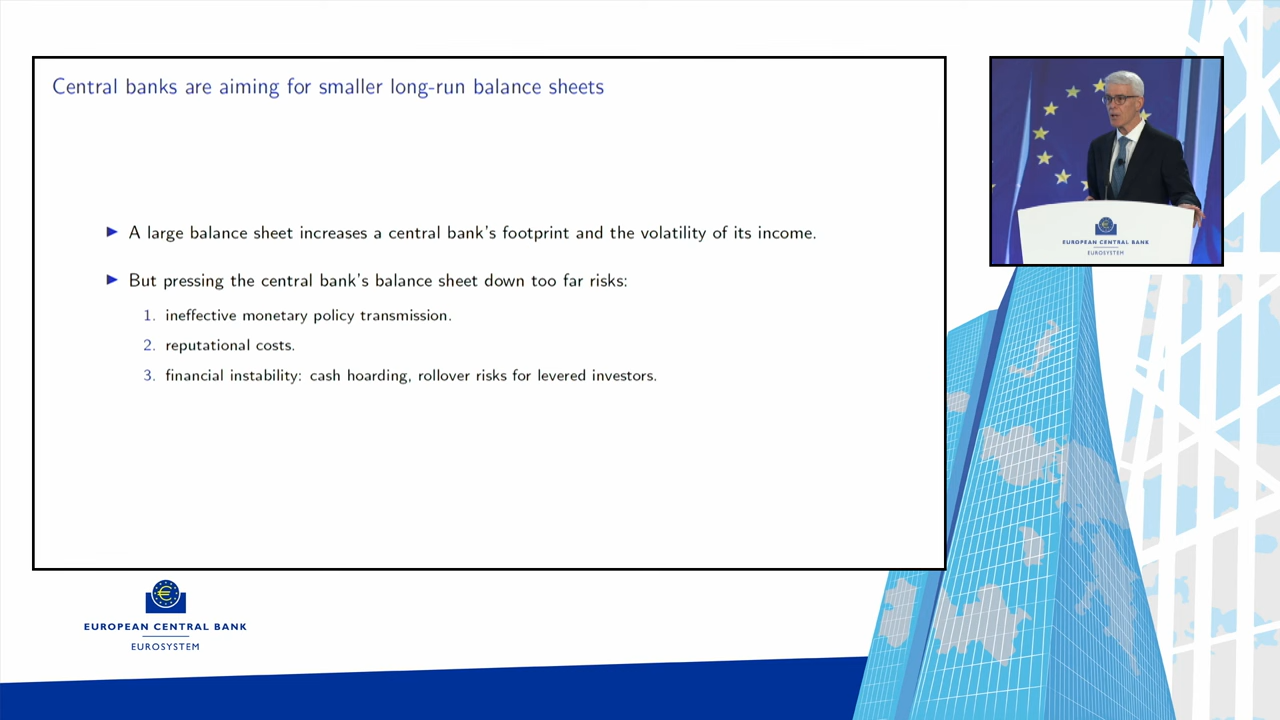 Central banks are aiming for smaller long-run balance sheets
► A large balance sheet increases a central bank's footprint and the volatility of its income.
► But pressing the central bank's balance sheet down too far risks:
1. ineffective monetary policy transmission.
2. reputational costs.
3. financial instability: cash hoarding, rollover risks for levered investors.
EUROPEAN CENTRAL BANK
EUROSYSTEM
EUROPEAN CENTRAL BANK
EUROSYSTEM